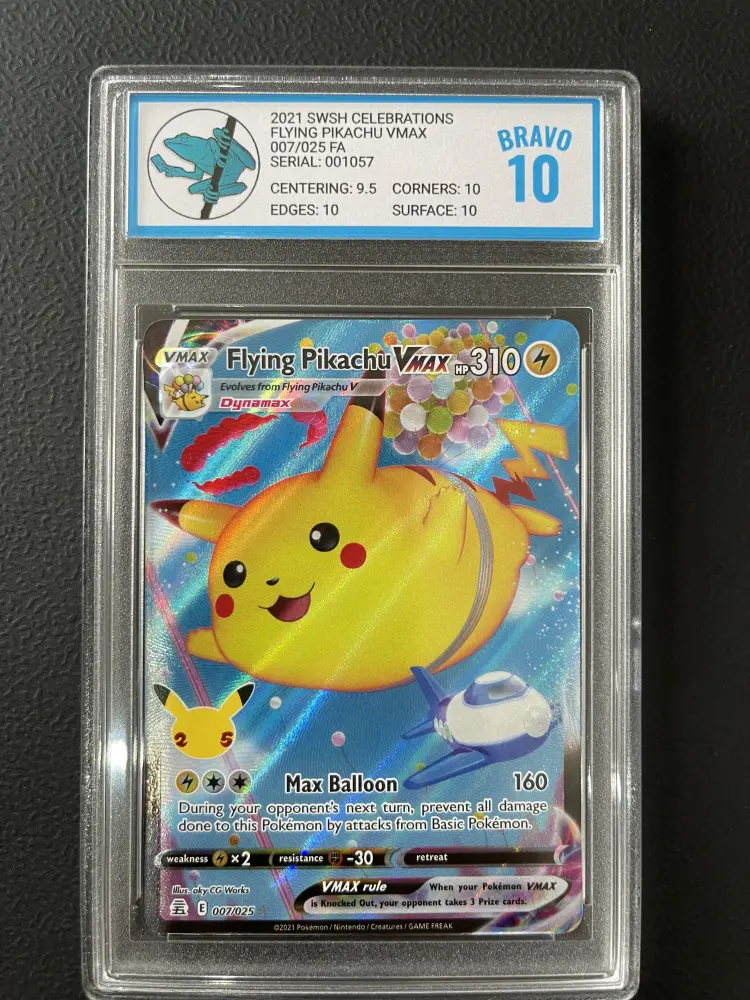 2021 SWSH CELEBRATIONS
FLYING PIKACHU VMAX
007/025 FA
SERIAL: 001057
CENTERING: 9.5 CORNERS: 10
EDGES: 10 SURFACE: 10
BRAVO
10
VMAX Flying Pikachu VMAX HP310
Evolves from Flying Pikachu V
Dynamax
25
Max Balloon 160
During your opponent's next turn, prevent all damage
done to this Pokémon by attacks from Basic Pokémon.
weakness ×2 resistance -30 retreat
Illus. aky CG Works
VMAX rule When your Pokémon VMAX
is Knocked Out, your opponent takes 3 Prize cards.
E 007/025
©2021 Pokémon / Nintendo / Creatures / GAME FREAK